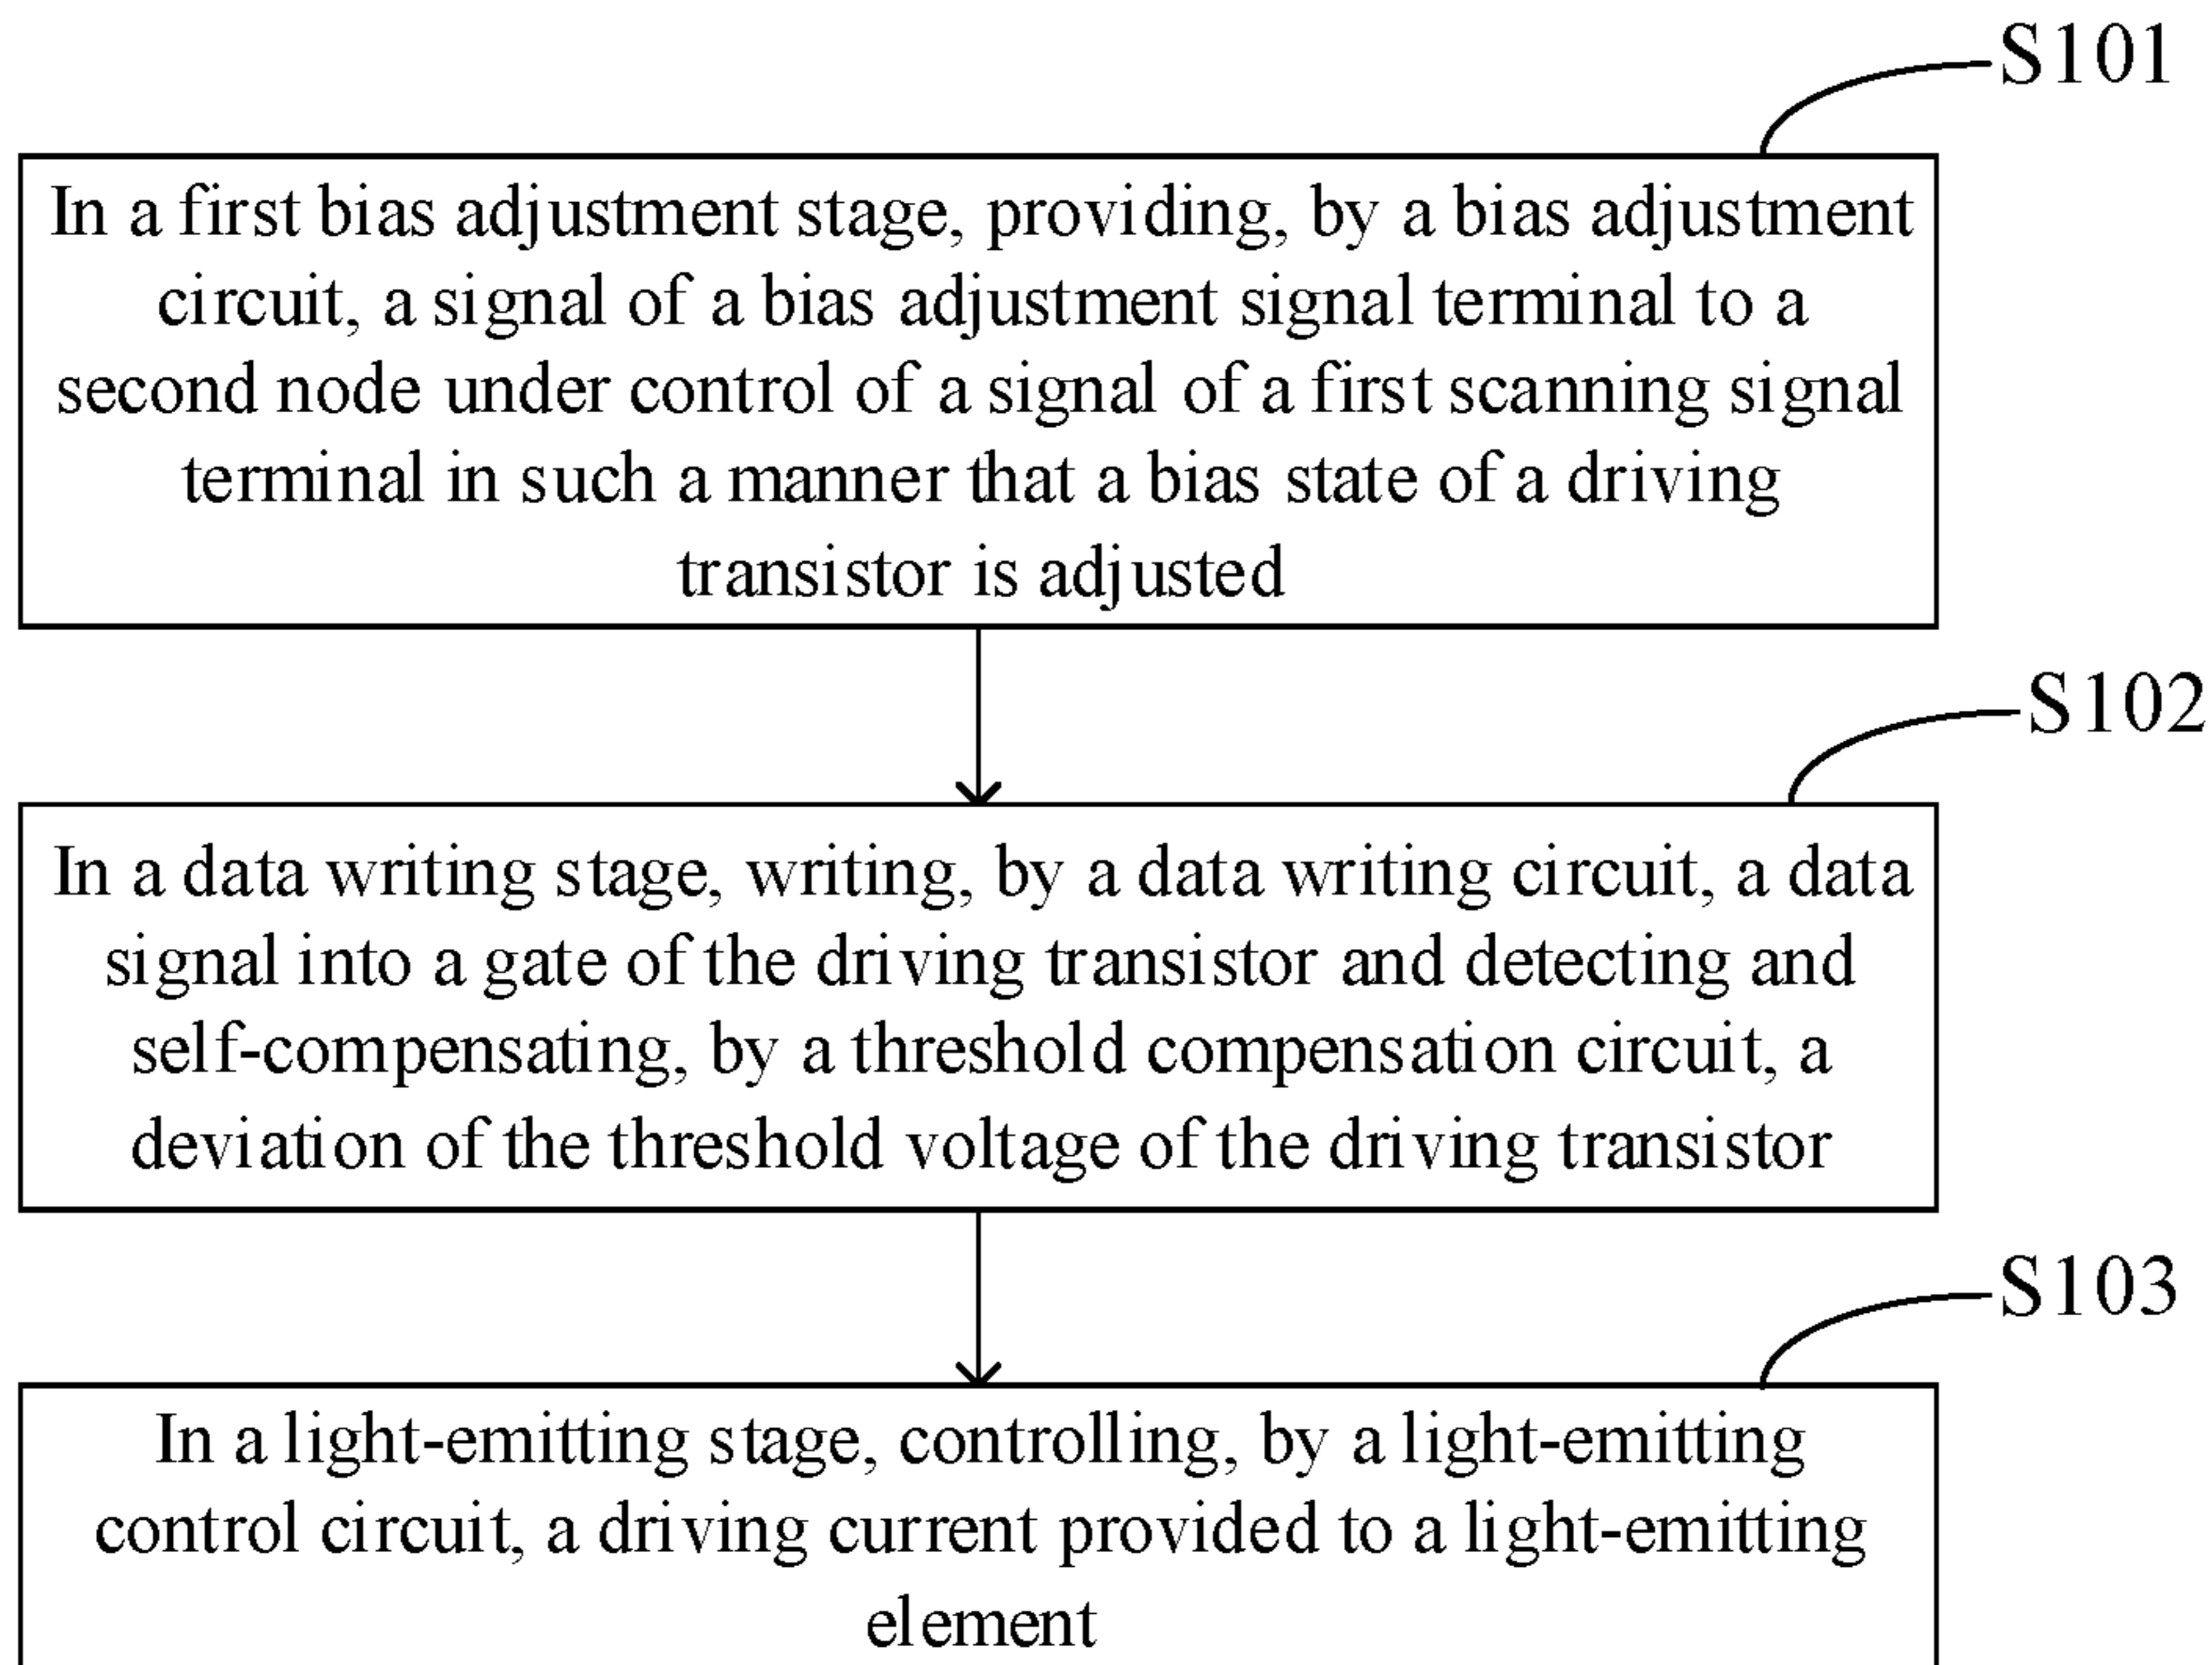 S101
In a first bias adjustment stage, providing, by a bias adjustment
circuit, a signal of a bias adjustment signal terminal to a
second node under control of a signal of a first scanning signal
terminal in such a manner that a bias state of a driving
transistor is adjusted
S102
In a data writing stage, writing, by a data writing circuit, a data
signal into a gate of the driving transistor and detecting and
self-compensating, by a threshold compensation circuit, a
deviation of the threshold voltage of the driving transistor
S103
In a light-emitting stage, controlling, by a light-emitting
control circuit, a driving current provided to a light-emitting
element